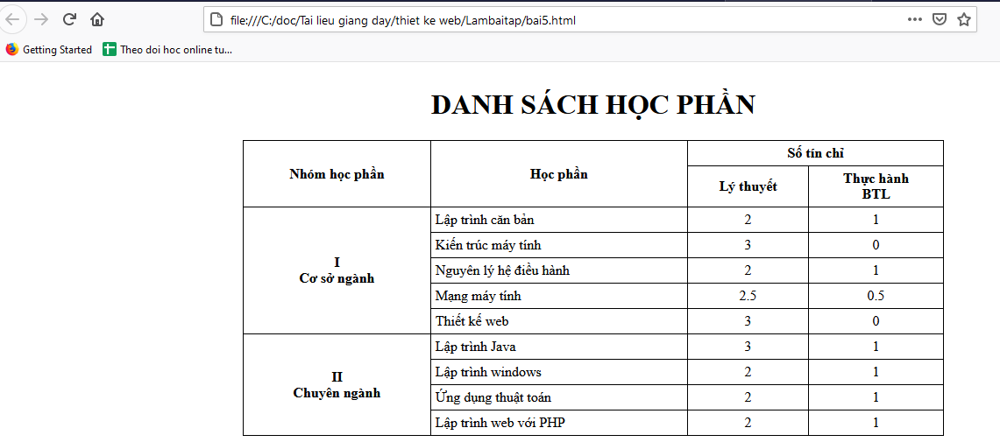 file:///C:/doc/Tai lieu giang day/thiet ke web/Lambaitap/bai5.html
Getting Started Theo doi hoc online tu...
DANH SÁCH HỌC PHẦN
Nhóm học phần Học phần Số tín chỉ
Lý thuyết Thực hành
BTL
I
Cơ sở ngành
Lập trình căn bản 2 1
Kiến trúc máy tính 3 0
Nguyên lý hệ điều hành 2 1
Mạng máy tính 2.5 0.5
Thiết kế web 3 0
II
Chuyên ngành
Lập trình Java 3 1
Lập trình windows 2 1
Ứng dụng thuật toán 2 1
Lập trình web với PHP 2 1